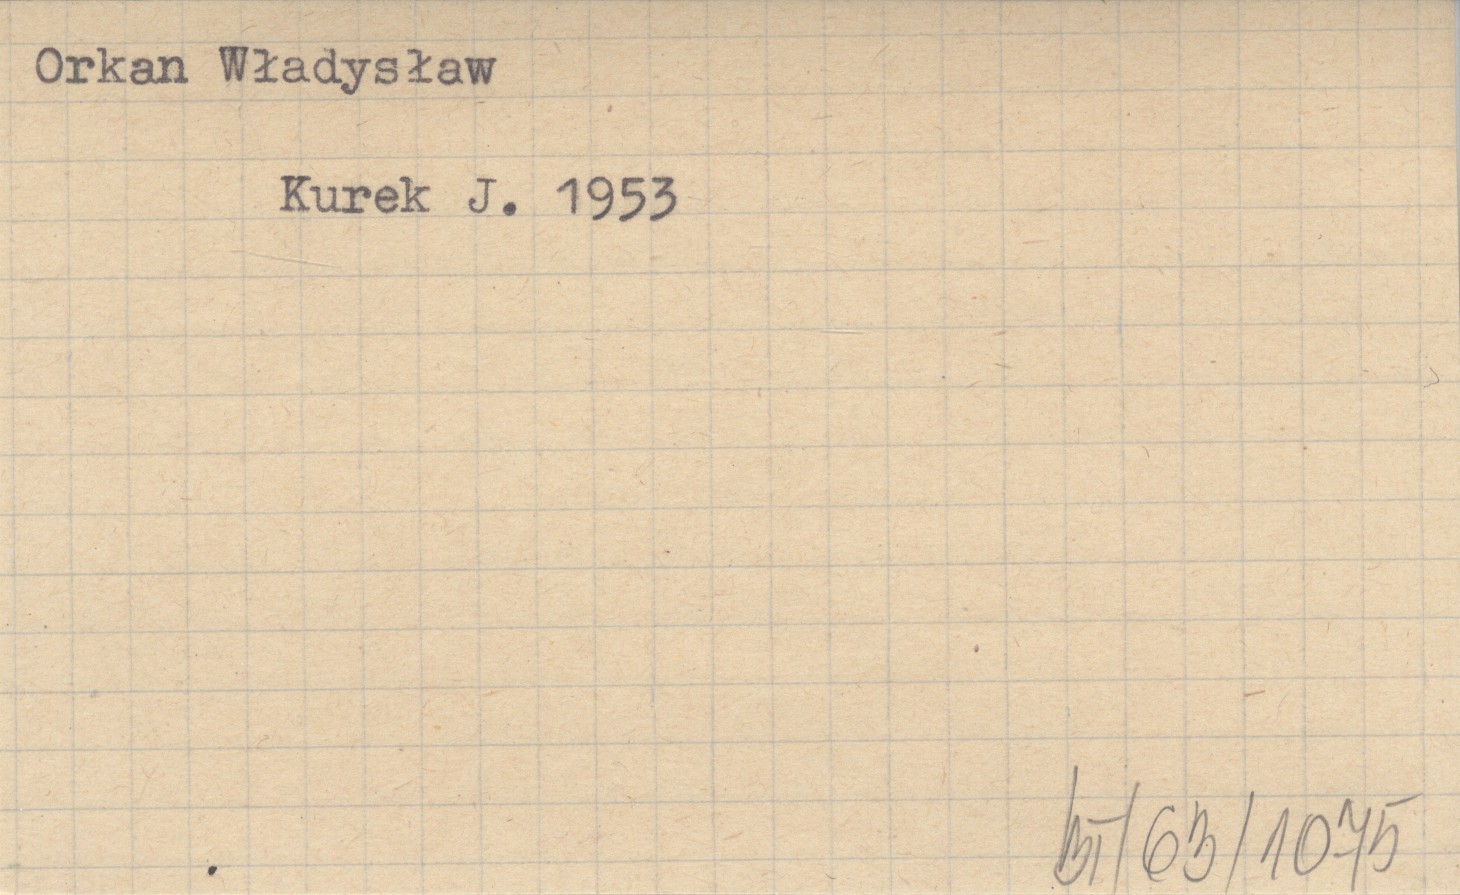 Orkan Władysław
Kurek J. 1953
BI/63/1075